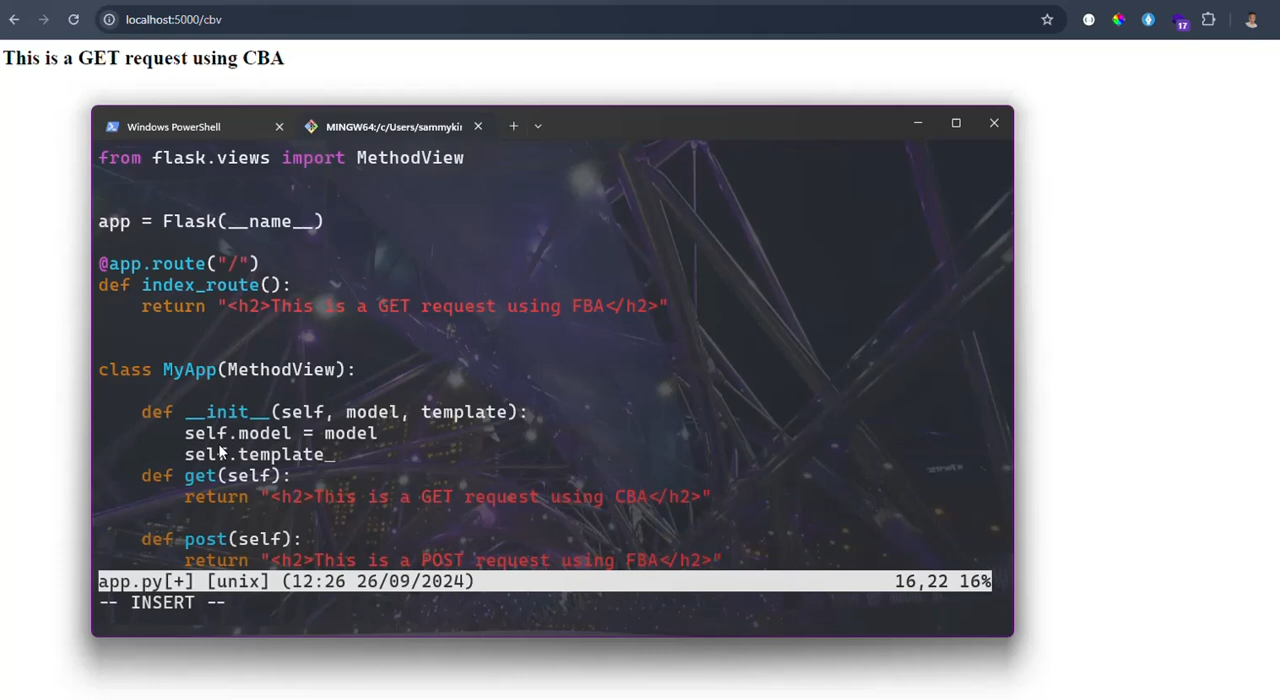 localhost:5000/cbv
17
This is a GET request using CBA
Windows PowerShell
MINGW64:/c/Users/sammykir
from flask.views import MethodView
app = Flask(__name__)
@app.route("/")
def index_route():
return "<h2>This is a GET request using FBA</h2>"
class MyApp(MethodView):
def __init__(self, model, template):
self.model = model
self.template_
def get(self):
return "<h2>This is a GET request using CBA</h2>"
def post(self):
return "<h2>This is a POST request using FBA</h2>"
app.py[+] [unix] (12:26 26/09/2024) 16,22 16%
-- INSERT --